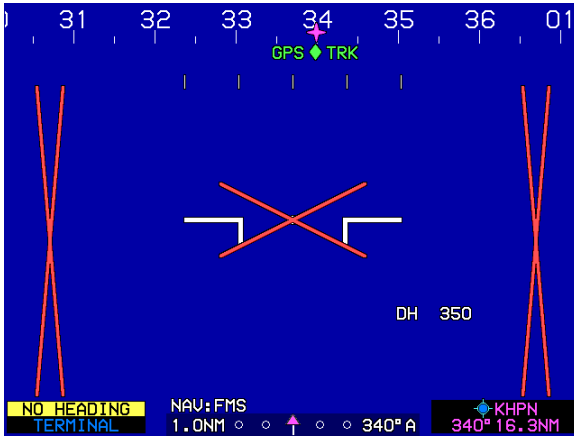 31 32 33 34 35 36 01
GPS TRK
DH 350
NO HEADING
TERMINAL
NAV:FMS
1.0NM 340°A
KHPN
340°16.3NM